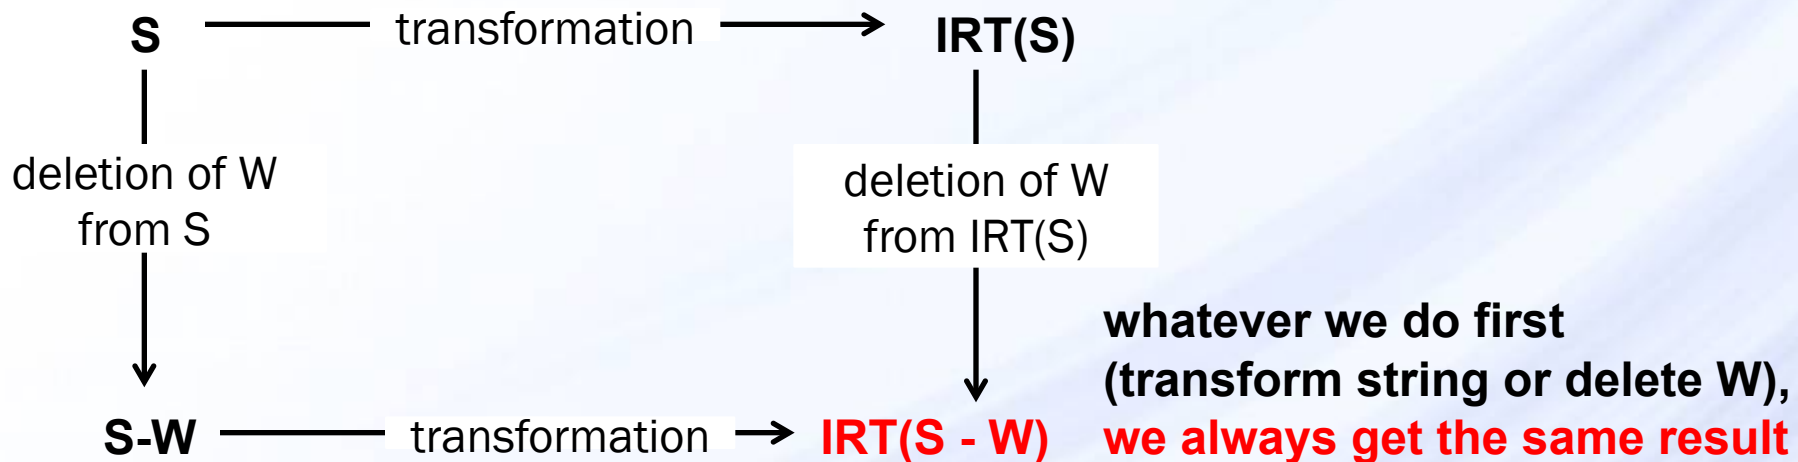 S transformation IRT(S)
deletion of W
from S
deletion of W
from IRT(S)
whatever we do first
(transform string or delete W),
S-W transformation IRT(S - W) we always get the same result